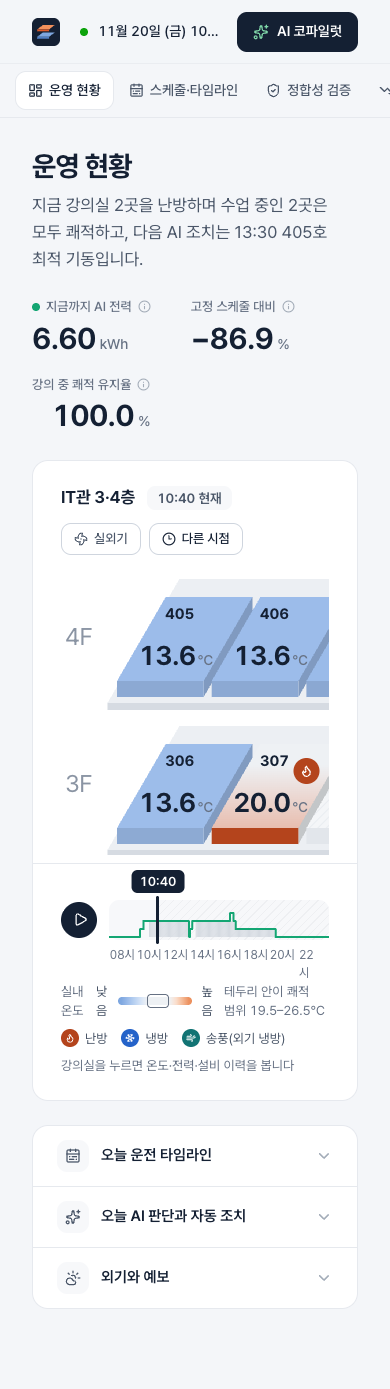 11월 20일 (금) 10...
AI 코파일럿
운영 현황
스케줄·타임라인
정합성 검증
운영 현황
지금 강의실 2곳을 난방하며 수업 중인 2곳은
모두 쾌적하고, 다음 AI 조치는 13:30 405호
최적 기동입니다.
지금까지 AI 전력
고정 스케줄 대비
6.60 kWh
−86.9 %
강의 중 쾌적 유지율
100.0 %
IT관 3·4층
10:40 현재
실외기
다른 시점
4F
405
13.6°C
406
13.6°C
3F
306
13.6°C
307
20.0°C
10:40
08시 10시 12시 14시 16시 18시 20시 22시
실내 온도
낮음
높음
테두리 안이 쾌적
범위 19.5–26.5°C
난방
냉방
송풍(외기 냉방)
강의실을 누르면 온도·전력·설비 이력을 봅니다
오늘 운전 타임라인
오늘 AI 판단과 자동 조치
외기와 예보